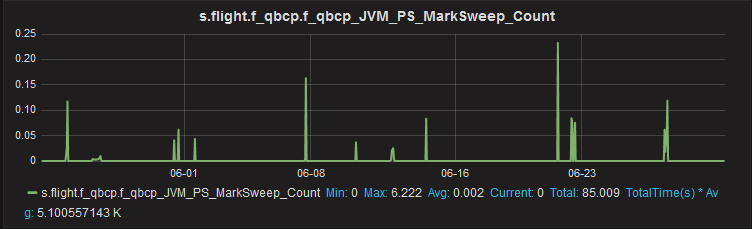 s.flight.f_qbcp.f_qbcp_JVM_PS_MarkSweep_Count
0.25
0.20
0.15
0.10
0.05
0
06-01 06-08 06-16 06-23
s.flight.f_qbcp.f_qbcp_JVM_PS_MarkSweep_Count Min: 0 Max: 6.222 Avg: 0.002 Current: 0 Total: 85.009 TotalTime(s) * Av
g: 5.100557143 K